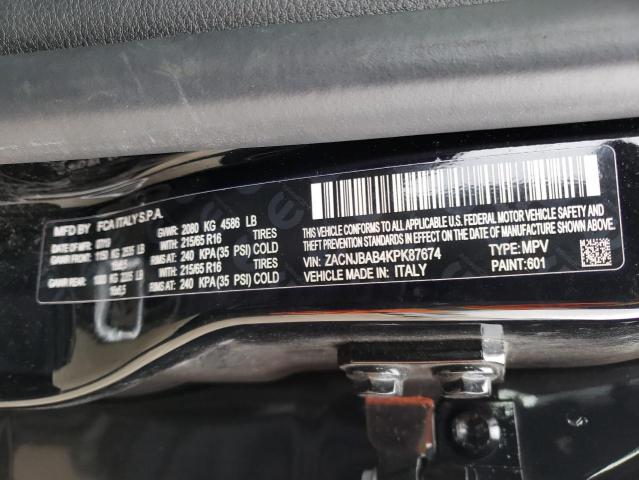 MFD BY FCA ITALY S.P.A.
DATE OF MFR 07/19 GVWR: 2080 KG 4586 LB
GAWR FRONT: KG LB WITH: 215/65 R16 TIRES
RIMS AT: 240 KPA(35 PSI) COLD
GAWR REAR: KG LB WITH: 215/65 R16 TIRES
RIMS AT: 240 KPA (35 PSI) COLD
THIS VEHICLE CONFORMS TO ALL APPLICABLE U.S. FEDERAL MOTOR VEHICLE SAFETY,
BUMPER, AND THEFT PREVENTION STANDARDS IN EFFECT ON THE DATE OF MANUFACTURE SHOWN ABOVE.
VIN: ZACNJBAB4KPK87674 TYPE: MPV
VEHICLE MADE IN: ITALY PAINT: 601